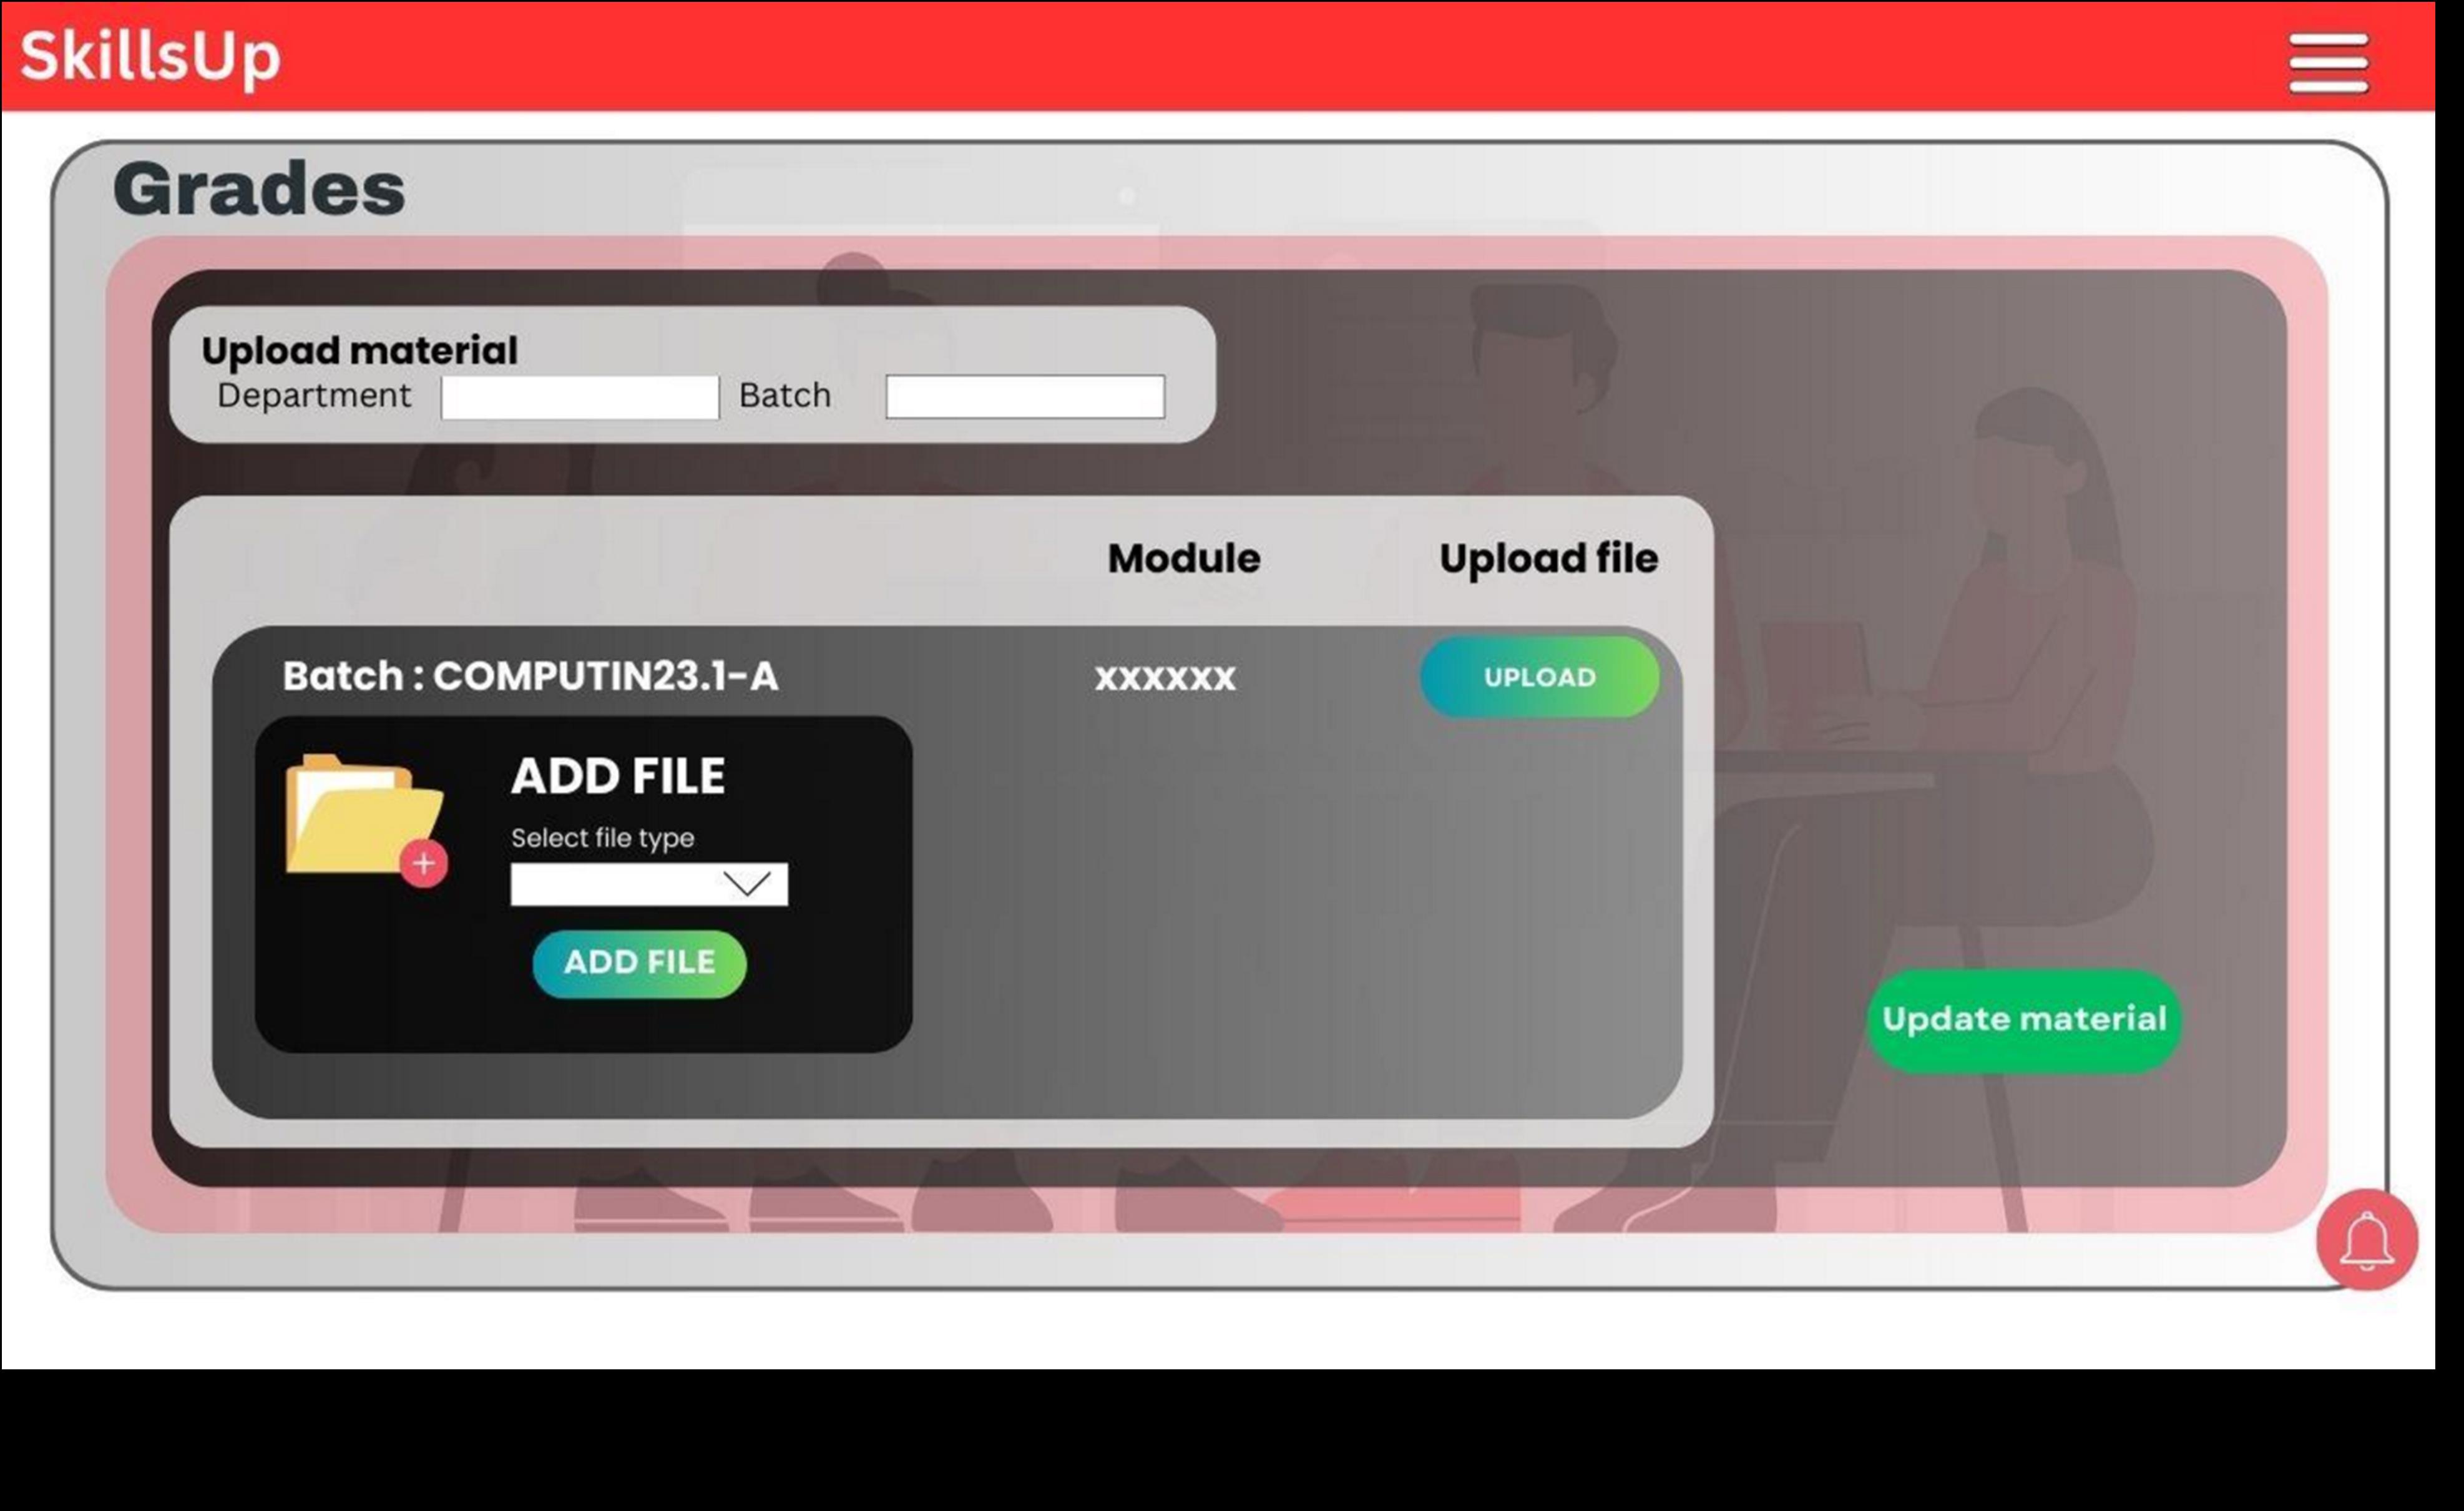 SkillsUp
Grades
Upload material
Department Batch
Module Upload file
Batch : COMPUTIN23.1-A xxxxxx UPLOAD
ADD FILE
Select file type
ADD FILE
Update material